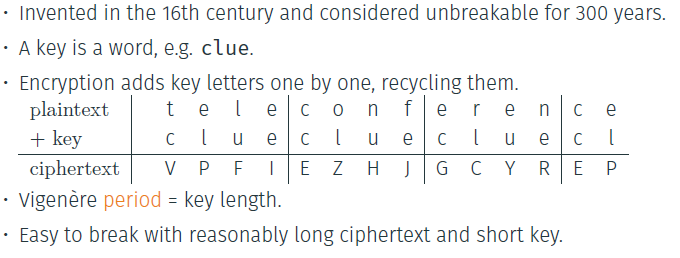 · Invented in the 16th century and considered unbreakable for 300 years.
· A key is a word, e.g. clue.
· Encryption adds key letters one by one, recycling them.
plaintext t e l e c o n f e r e n c e
+ key c l u e c l u e c l u e c l
ciphertext V P F I E Z H J G C Y R E P
· Vigenère period = key length.
· Easy to break with reasonably long ciphertext and short key.